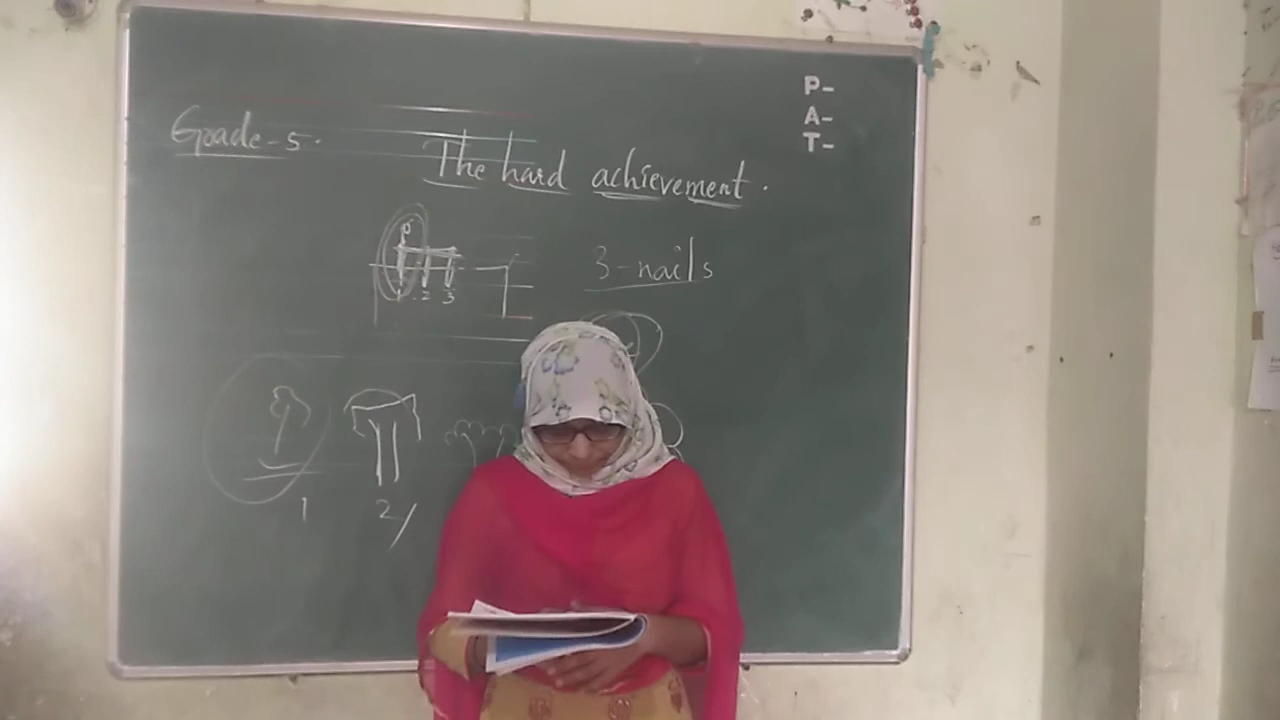 P-
A-
T-
Grade-5.
The hard achievement.
3-nails
1 2 3
1
2